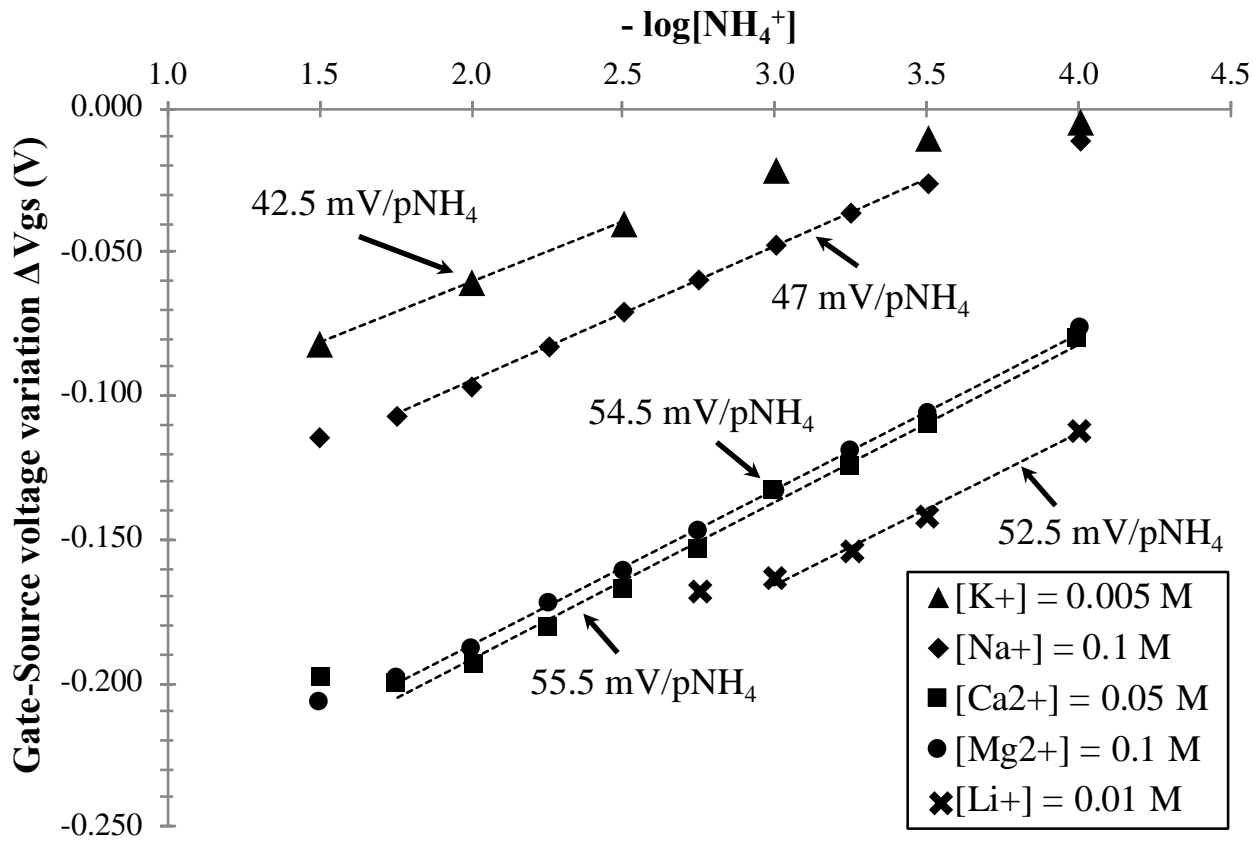 - log[NH₄⁺]
1.0 1.5 2.0 2.5 3.0 3.5 4.0 4.5
Gate-Source voltage variation Δ Vgs (V)
0.000
-0.050
-0.100
-0.150
-0.200
-0.250
42.5 mV/pNH₄
47 mV/pNH₄
54.5 mV/pNH₄
52.5 mV/pNH₄
55.5 mV/pNH₄
[K+] = 0.005 M
[Na+] = 0.1 M
[Ca2+] = 0.05 M
[Mg2+] = 0.1 M
[Li+] = 0.01 M